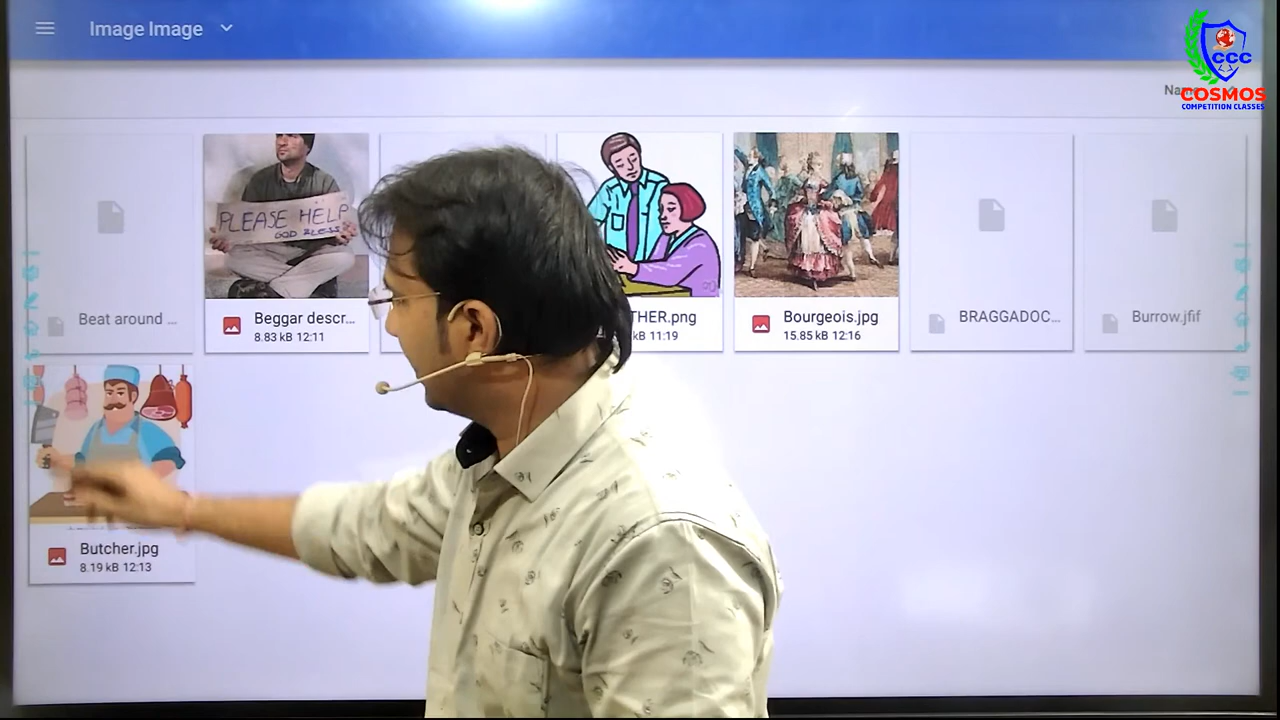 Image Image
CCC
COSMOS
COMPETITION CLASSES
PLEASE HELP
GOD BLESS
Beat around ...
Beggar descr...
8.83 kB 12:11
THER.png
kB 11:19
Bourgeois.jpg
15.85 kB 12:16
BRAGGADOC...
Burrow.jfif
Butcher.jpg
8.19 kB 12:13